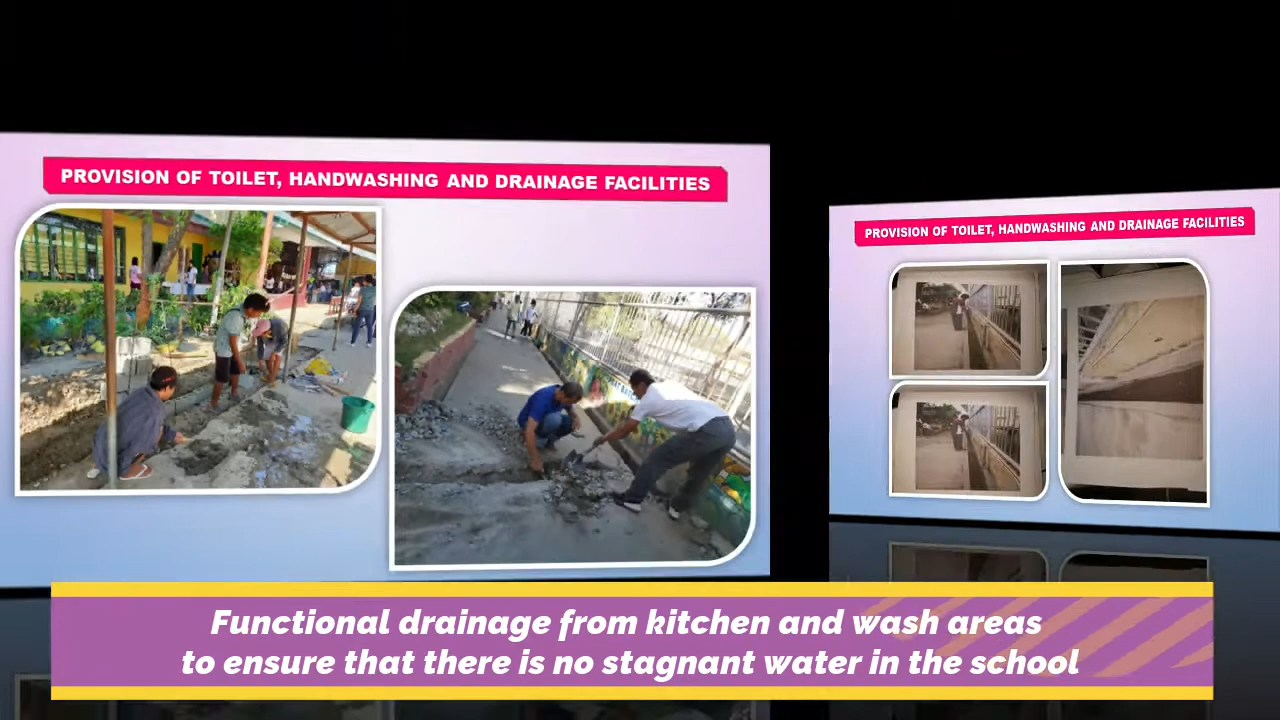 PROVISION OF TOILET, HANDWASHING AND DRAINAGE FACILITIES
PROVISION OF TOILET, HANDWASHING AND DRAINAGE FACILITIES
Functional drainage from kitchen and wash areas
to ensure that there is no stagnant water in the school